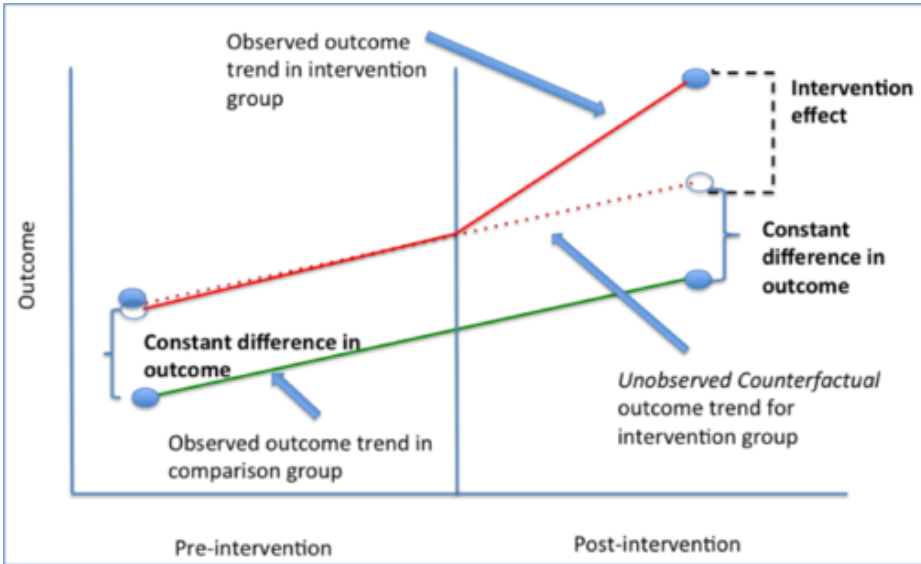 Observed outcome
trend in intervention
group
Intervention
effect
Constant
difference in
outcome
Outcome
Constant difference in
outcome
Unobserved Counterfactual
outcome trend for
intervention group
Observed outcome trend in
comparison group
Pre-intervention
Post-intervention